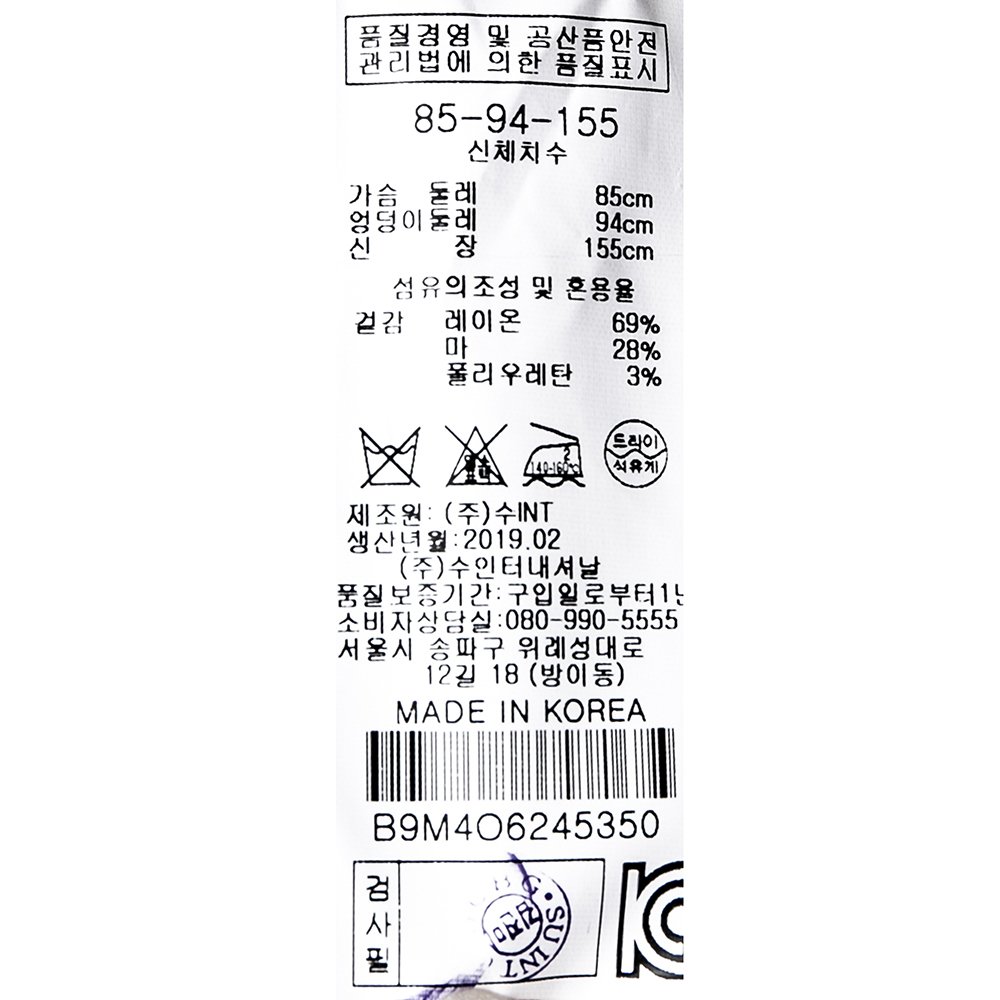 품질경영 및 공산품안전
관리법에 의한 품질표시
85-94-155
신체치수
가슴 둘레 85cm
엉덩이둘레 94cm
신 장 155cm
섬유의조성 및 혼용율
겉감 레이온 69%
마 28%
폴리우레탄 3%
2
140-160℃
드라이
석유계
제조원: (주)수INT
생산년월:2019.02
(주)수인터내셔날
품질보증기간:구입일로부터1년
소비자상담실:080-990-5555
서울시 송파구 위례성대로
12길 18 (방이동)
MADE IN KOREA
B9M4O6245350
검사필
SU INT